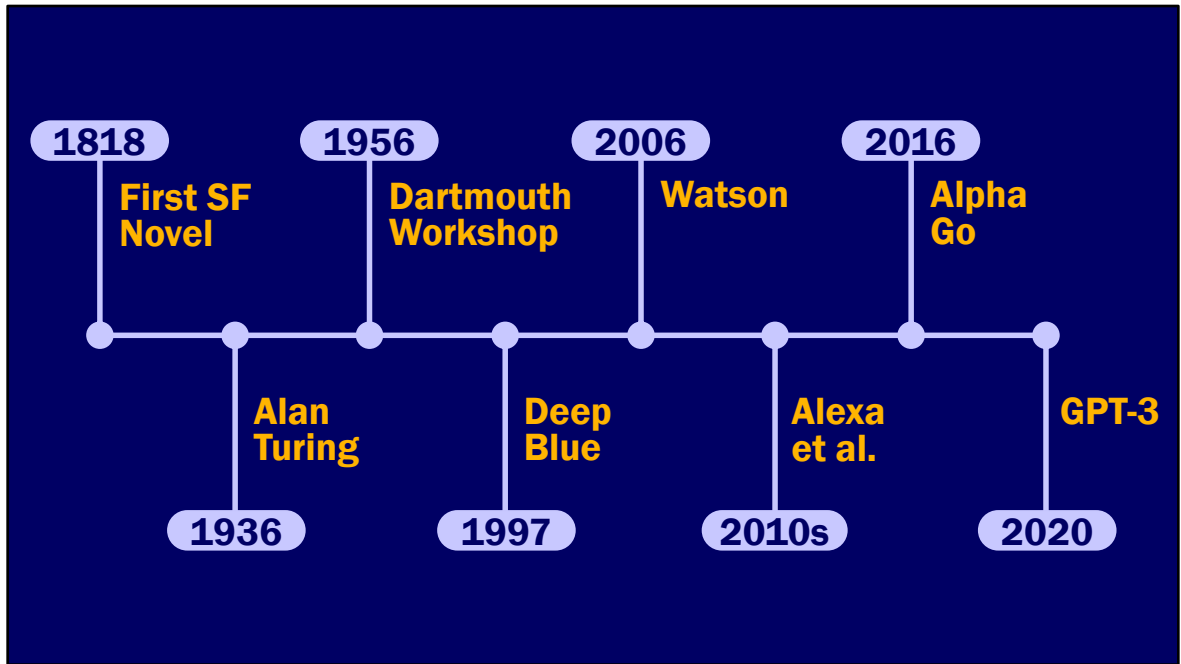 1818
First SF
Novel
1956
Dartmouth
Workshop
2006
Watson
2016
Alpha
Go
Alan
Turing
1936
Deep
Blue
1997
Alexa
et al.
2010s
GPT-3
2020